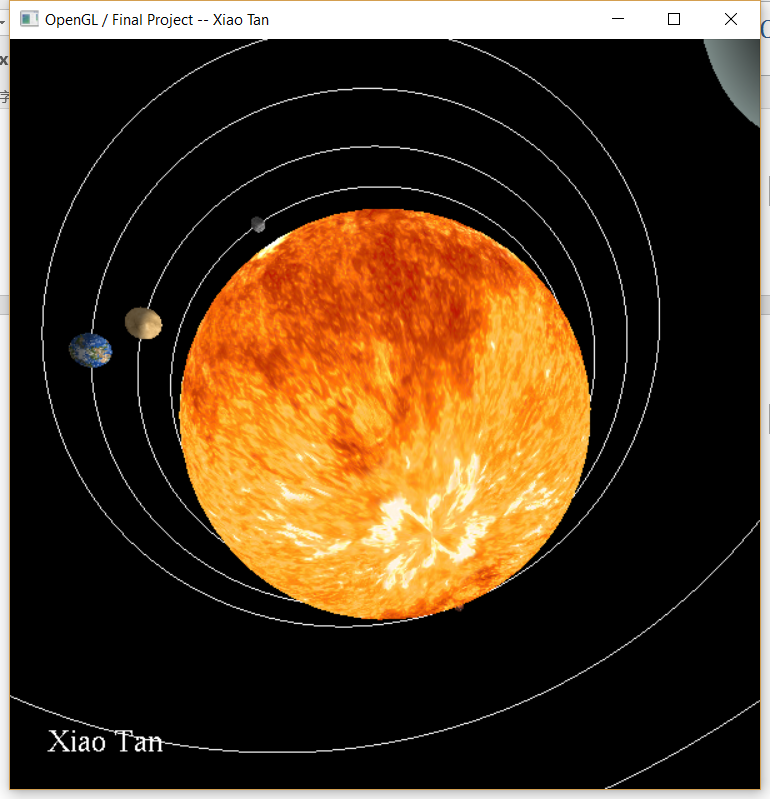 OpenGL / Final Project -- Xiao Tan
Xiao Tan